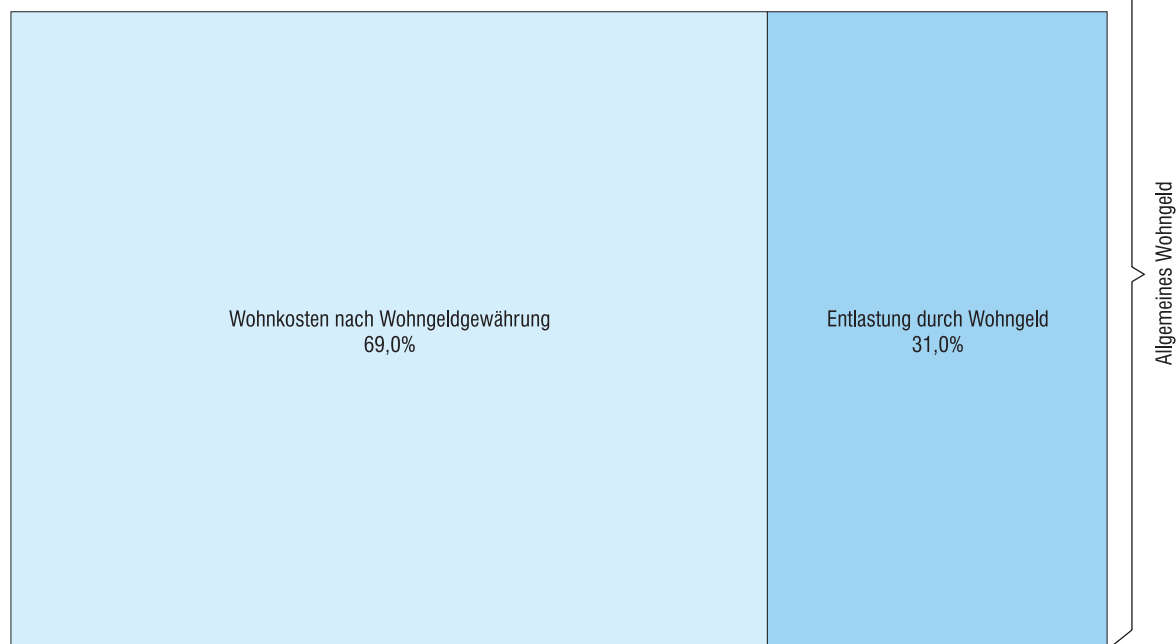 Wohnkosten nach Wohngeldgewährung
69,0%
Entlastung durch Wohngeld
31,0%
Allgemeines Wohngeld